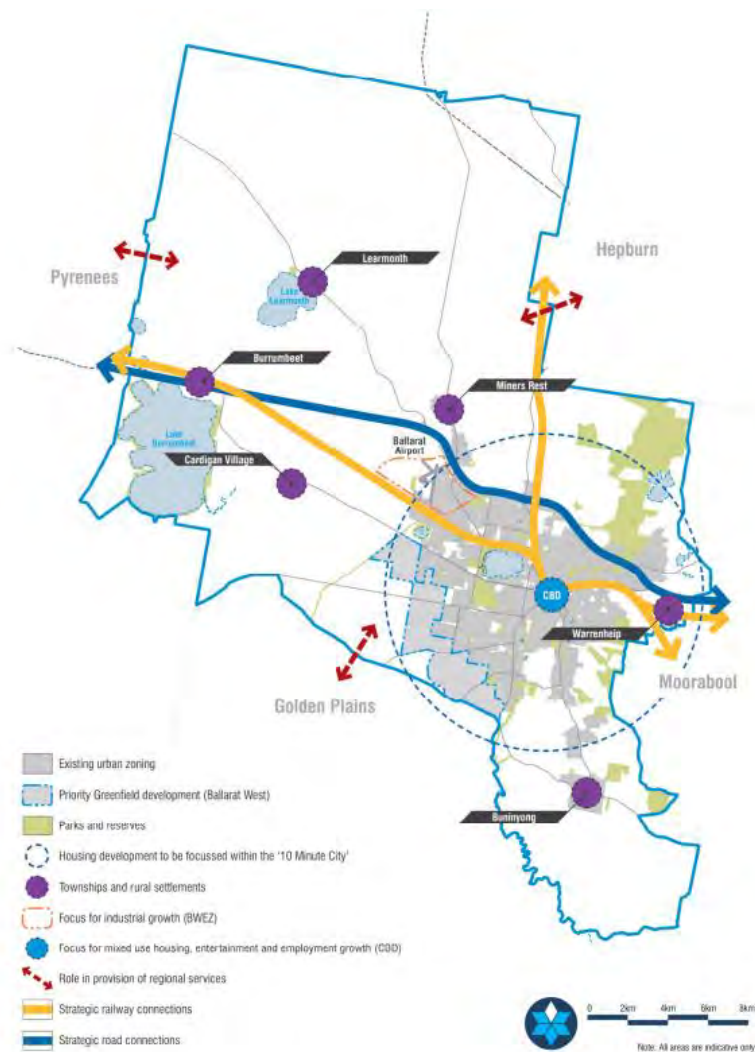 Hepburn
Learmonth
Pyrenees
Lake
Learmonth
Burrumbeet
Miners Rest
Ballarat
Airport
Lake
Burrumbeet
Cardigan Village
CBD
Warrenheip
Moorabool
Golden Plains
Buninyong
Existing urban zoning
Priority Greenfield development (Ballarat West)
Parks and reserves
Housing development to be focussed within the ‘10 Minute City’
Townships and rural settlements
Focus for industrial growth (BWEZ)
Focus for mixed use housing, entertainment and employment growth (CBD)
Role in provision of regional services
Strategic railway connections
Strategic road connections
0 2km 4km 6km 8km
Note: All areas are indicative only